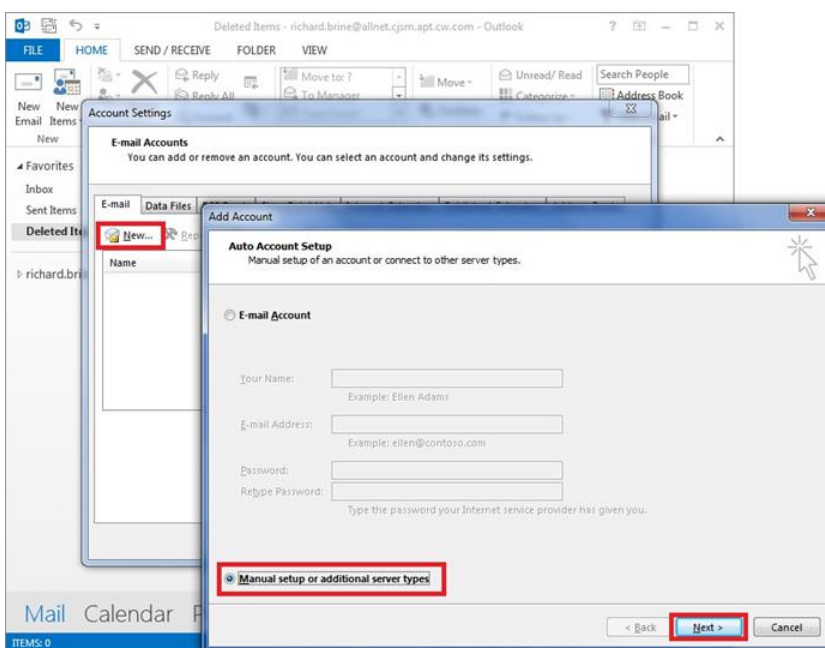 Deleted Items - richard.brine@allnet.cjsm.apt.cw.com - Outlook
FILE HOME SEND / RECEIVE FOLDER VIEW
New Email
New Items
New
Reply
Reply All
Move to: ?
To Manager
Move
Unread/ Read
Categorize
Search People
Address Book
Favorites
Inbox
Sent Items
Deleted Ite
richard.bri
Mail Calendar P
ITEMS: 0
Account Settings
E-mail Accounts
You can add or remove an account. You can select an account and change its settings.
E-mail Data Files
New... Rep
Name
Add Account
Auto Account Setup
Manual setup of an account or connect to other server types.
E-mail Account
Your Name:
Example: Ellen Adams
E-mail Address:
Example: ellen@contoso.com
Password:
Retype Password:
Type the password your Internet service provider has given you.
Manual setup or additional server types
< Back Next > Cancel